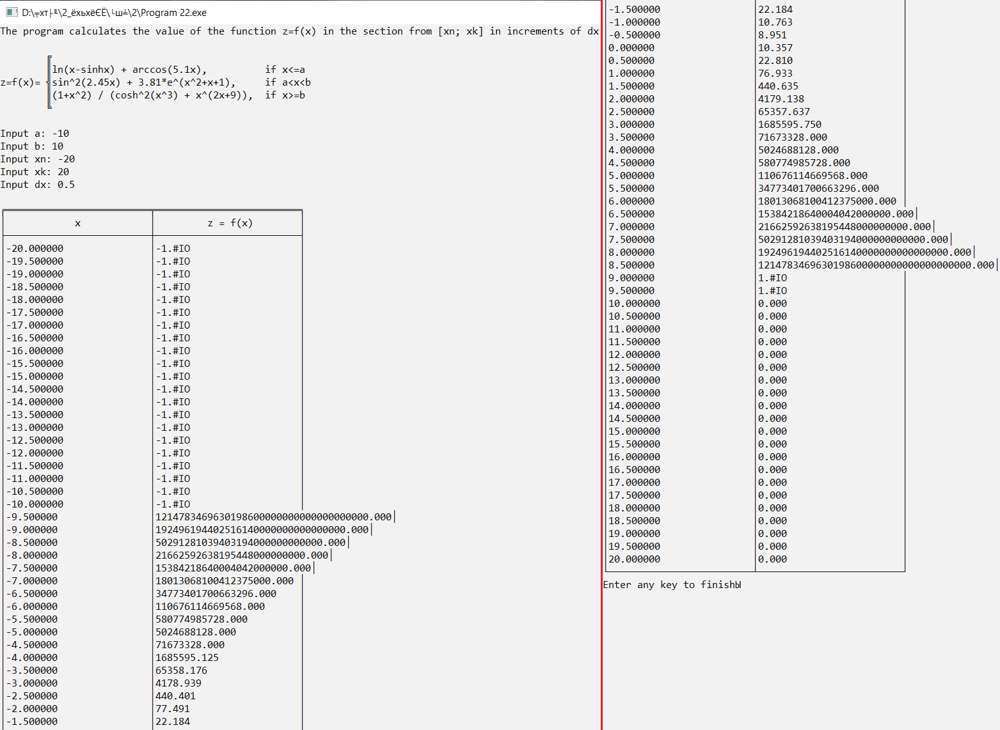 D:\╤хт├╙\2_ёхьхёЄЁ\└ш╧\2\Program 22.exe
The program calculates the value of the function z=f(x) in the section from [xn; xk] in increments of dx
ln(x-sinhx) + arccos(5.1x), if x<=a
z=f(x)= sin^2(2.45x) + 3.81*e^(x^2+x+1), if a<x<b
(1+x^2) / (cosh^2(x^3) + x^(2x+9)), if x>=b
Input a: -10
Input b: 10
Input xn: -20
Input xk: 20
Input dx: 0.5
x z = f(x)
-20.000000 -1.#IO
-19.500000 -1.#IO
-19.000000 -1.#IO
-18.500000 -1.#IO
-18.000000 -1.#IO
-17.500000 -1.#IO
-17.000000 -1.#IO
-16.500000 -1.#IO
-16.000000 -1.#IO
-15.500000 -1.#IO
-15.000000 -1.#IO
-14.500000 -1.#IO
-14.000000 -1.#IO
-13.500000 -1.#IO
-13.000000 -1.#IO
-12.500000 -1.#IO
-12.000000 -1.#IO
-11.500000 -1.#IO
-11.000000 -1.#IO
-10.500000 -1.#IO
-10.000000 -1.#IO
-9.500000 1214783469630198600000000000000000000000.000
-9.000000 192496194402516140000000000000000000.000
-8.500000 50291281039403194000000000000000.000
-8.000000 21662592638195448000000000000.000
-7.500000 15384218640004042000000.000
-7.000000 18013068100412375000.000
-6.500000 34773401700663296.000
-6.000000 110676114669568.000
-5.500000 580774985728.000
-5.000000 5024688128.000
-4.500000 71673328.000
-4.000000 1685595.125
-3.500000 65358.176
-3.000000 4178.939
-2.500000 440.401
-2.000000 77.491
-1.500000 22.184
-1.500000 22.184
-1.000000 10.763
-0.500000 8.951
0.000000 10.357
0.500000 22.810
1.000000 76.933
1.500000 440.635
2.000000 4179.138
2.500000 65357.637
3.000000 1685595.750
3.500000 71673328.000
4.000000 5024688128.000
4.500000 580774985728.000
5.000000 110676114669568.000
5.500000 34773401700663296.000
6.000000 18013068100412375000.000
6.500000 15384218640004042000000.000
7.000000 21662592638195448000000000.000
7.500000 50291281039403194000000000000.000
8.000000 192496194402516140000000000000000.000
8.500000 1214783469630198600000000000000000000.000
9.000000 1.#IO
9.500000 1.#IO
10.000000 0.000
10.500000 0.000
11.000000 0.000
11.500000 0.000
12.000000 0.000
12.500000 0.000
13.000000 0.000
13.500000 0.000
14.000000 0.000
14.500000 0.000
15.000000 0.000
15.500000 0.000
16.000000 0.000
16.500000 0.000
17.000000 0.000
17.500000 0.000
18.000000 0.000
18.500000 0.000
19.000000 0.000
19.500000 0.000
20.000000 0.000
Enter any key to finishы